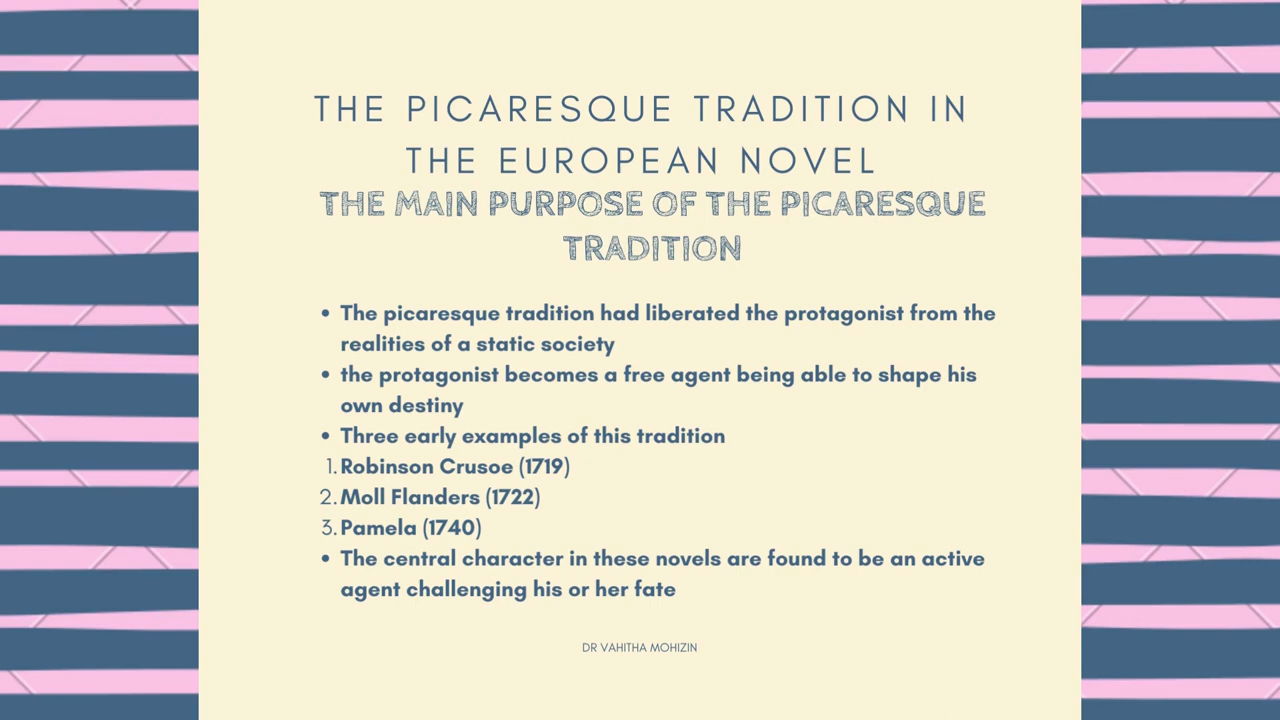 THE PICARESQUE TRADITION IN
THE EUROPEAN NOVEL
THE MAIN PURPOSE OF THE PICARESQUE
TRADITION
• The picaresque tradition had liberated the protagonist from the
realities of a static society
• the protagonist becomes a free agent being able to shape his
own destiny
• Three early examples of this tradition
1. Robinson Crusoe (1719)
2. Moll Flanders (1722)
3. Pamela (1740)
• The central character in these novels are found to be an active
agent challenging his or her fate
DR VAHITHA MOHIZIN